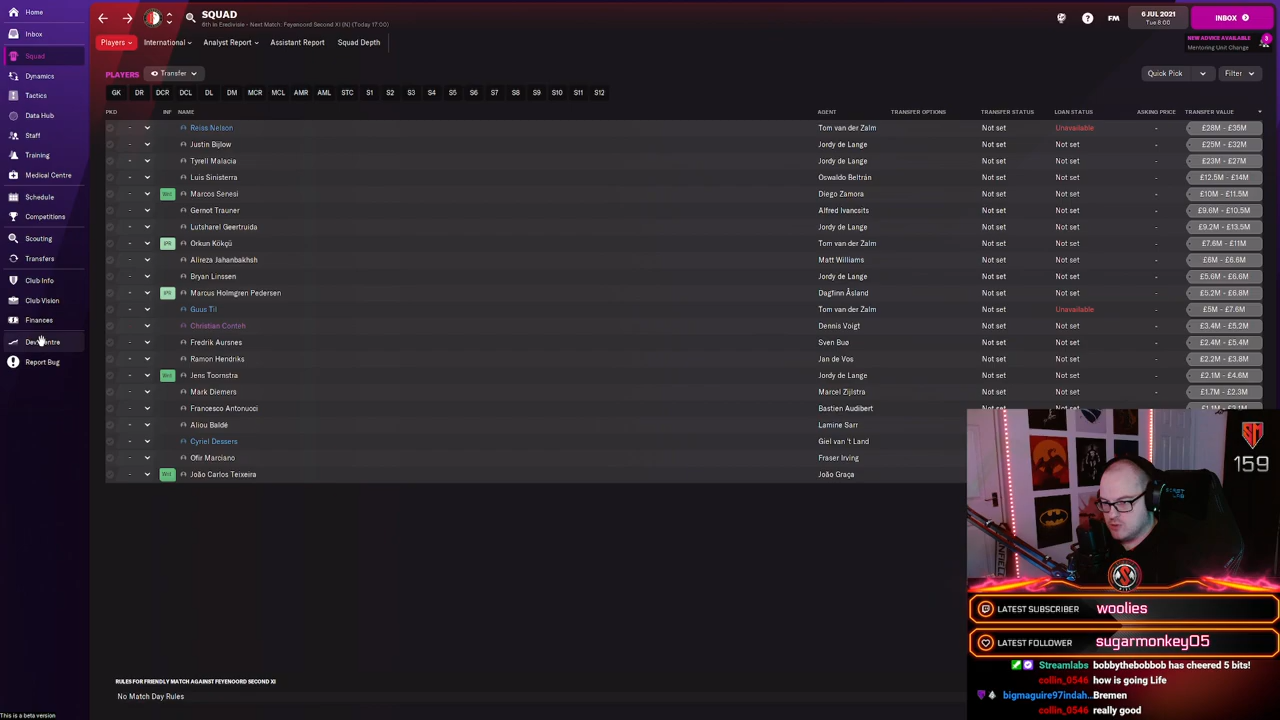 Home
SQUAD
6th in Eredivisie - Next Match: Feyenoord Second XI (N) (Today 17:00)
FM
6 JUL 2021
Tue 8:00
INBOX
Inbox
Squad
Dynamics
Tactics
Data Hub
Staff
Training
Medical Centre
Schedule
Competitions
Scouting
Transfers
Club Info
Club Vision
Finances
Report Bug
This is a beta version
Players
International
Analyst Report
Assistant Report
Squad Depth
NEW ADVICE AVAILABLE
Mentoring Unit Change
PLAYERS
Transfer
Quick Pick
Filter
GK DR DCR DCL DL DM MCR MCL AMR AML STC S1 S2 S3 S4 S5 S6 S7 S8 S9 S10 S11 S12
PKD INF NAME AGENT TRANSFER OPTIONS TRANSFER STATUS LOAN STATUS ASKING PRICE TRANSFER VALUE
- Reiss Nelson Tom van der Zalm Not set Unavailable - £28M - £35M
- Justin Bijlow Jordy de Lange Not set Not set - £25M - £32M
- Tyrell Malacia Jordy de Lange Not set Not set - £23M - £27M
- Luis Sinisterra Oswaldo Beltrán Not set Not set - £12.5M - £14M
- Marcos Senesi Diego Zamora Not set Not set - £10M - £11.5M
- Gernot Trauner Alfred Ivancsits Not set Not set - £9.6M - £10.5M
- Lutsharel Geertruida Jordy de Lange Not set Not set - £9.2M - £13.5M
- Orkun Kökçü Tom van der Zalm Not set Not set - £7.6M - £11M
- Alireza Jahanbakhsh Matt Williams Not set Not set - £6M - £6.6M
- Bryan Linssen Jordy de Lange Not set Not set - £5.6M - £6.6M
- Marcus Holmgren Pedersen Dagfinn Åsland Not set Not set - £5.2M - £6.8M
- Guus Til Tom van der Zalm Not set Unavailable - £5M - £7.6M
Christian Conteh Dennis Voigt Not set Not set - £3.4M - £5.2M
- Fredrik Aursnes Sven Buø Not set Not set - £2.4M - £5.4M
- Ramon Hendriks Jan de Vos Not set Not set - £2.2M - £3.8M
- Jens Toornstra Jordy de Lange Not set Not set - £2.1M - £4.6M
- Mark Diemers Marcel Zijlstra Not set Not set - £1.7M - £2.3M
- Francesco Antonucci Bastien Audibert
- Aliou Baldé Lamine Sarr
- Cyriel Dessers Giel van 't Land
- Ofir Marciano Fraser Irving
- João Carlos Teixeira João Graça
RULES FOR FRIENDLY MATCH AGAINST FEYENOORD SECOND XI
No Match Day Rules
159
LATEST SUBSCRIBER woolies
LATEST FOLLOWER sugarmonkey05
Streamlabs bobbythebobbob has cheered 5 bits!
collin_0546 how is going Life
bigmaguire97indah... Bremen
collin_0546 really good